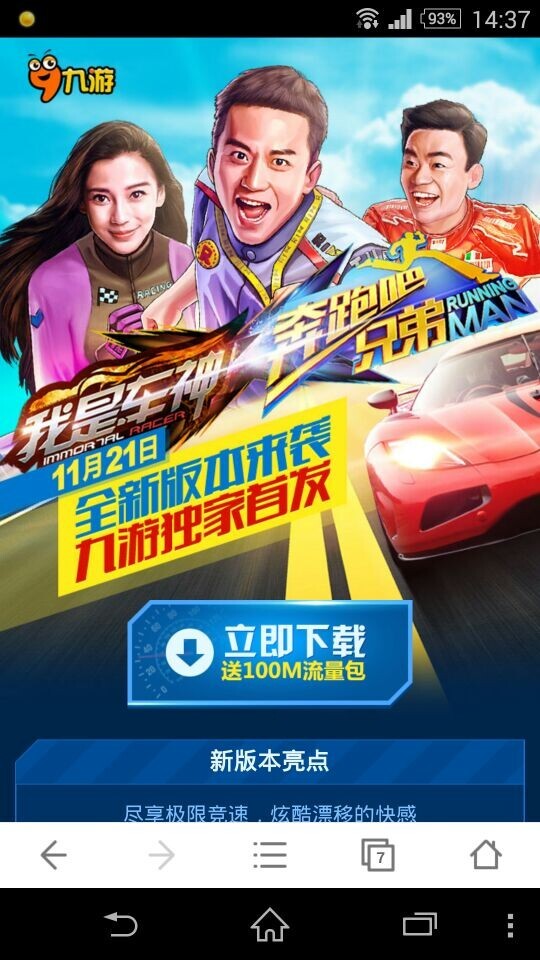 93%
14:37
九游
RACING
奔跑吧
兄弟
RUNNING
MAN
我是车神
IMMORTAL RACER
11月21日
全新版本来袭
九游独家首发
立即下载
送100M流量包
新版本亮点
尽享极限竞速，炫酷漂移的快感
7